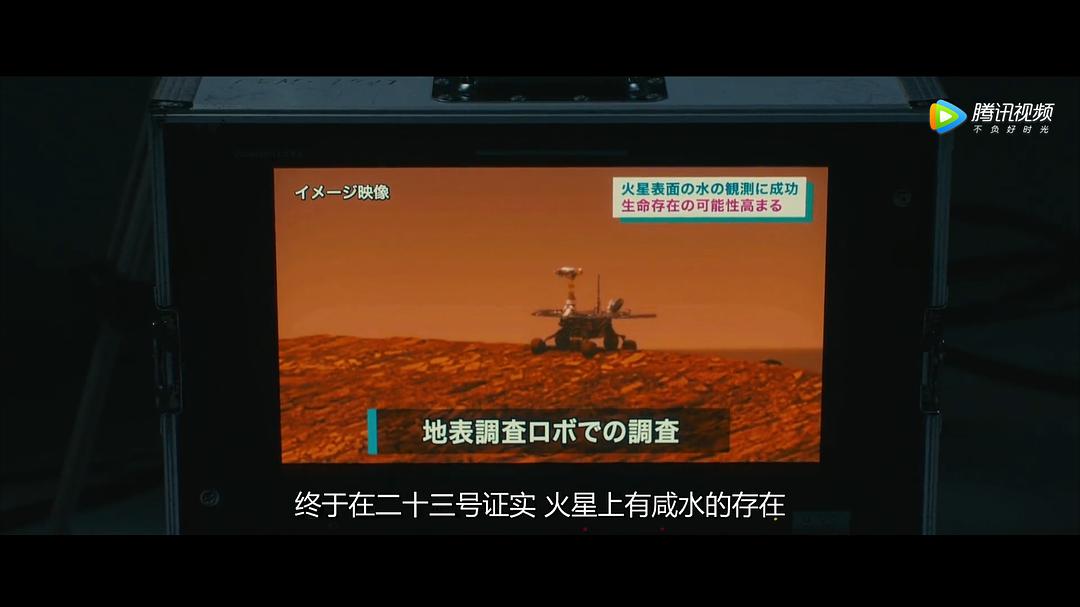 腾讯视频
不负好时光
イメージ映像
火星表面の水の観測に成功
生命存在の可能性高まる
地表調査ロボでの調査
终于在二十三号证实 火星上有咸水的存在